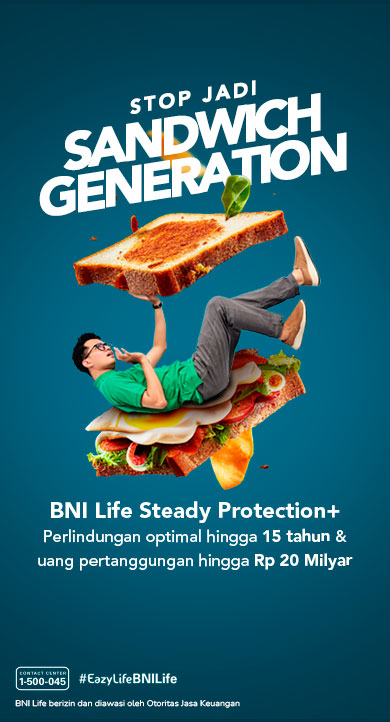 STOP JADI
SANDWICH
GENERATION
BNI Life Steady Protection+
Perlindungan optimal hingga 15 tahun &
uang pertanggungan hingga Rp 20 Milyar
CONTACT CENTER
1-500-045
#EazyLifeBNILife
BNI Life berizin dan diawasi oleh Otoritas Jasa Keuangan